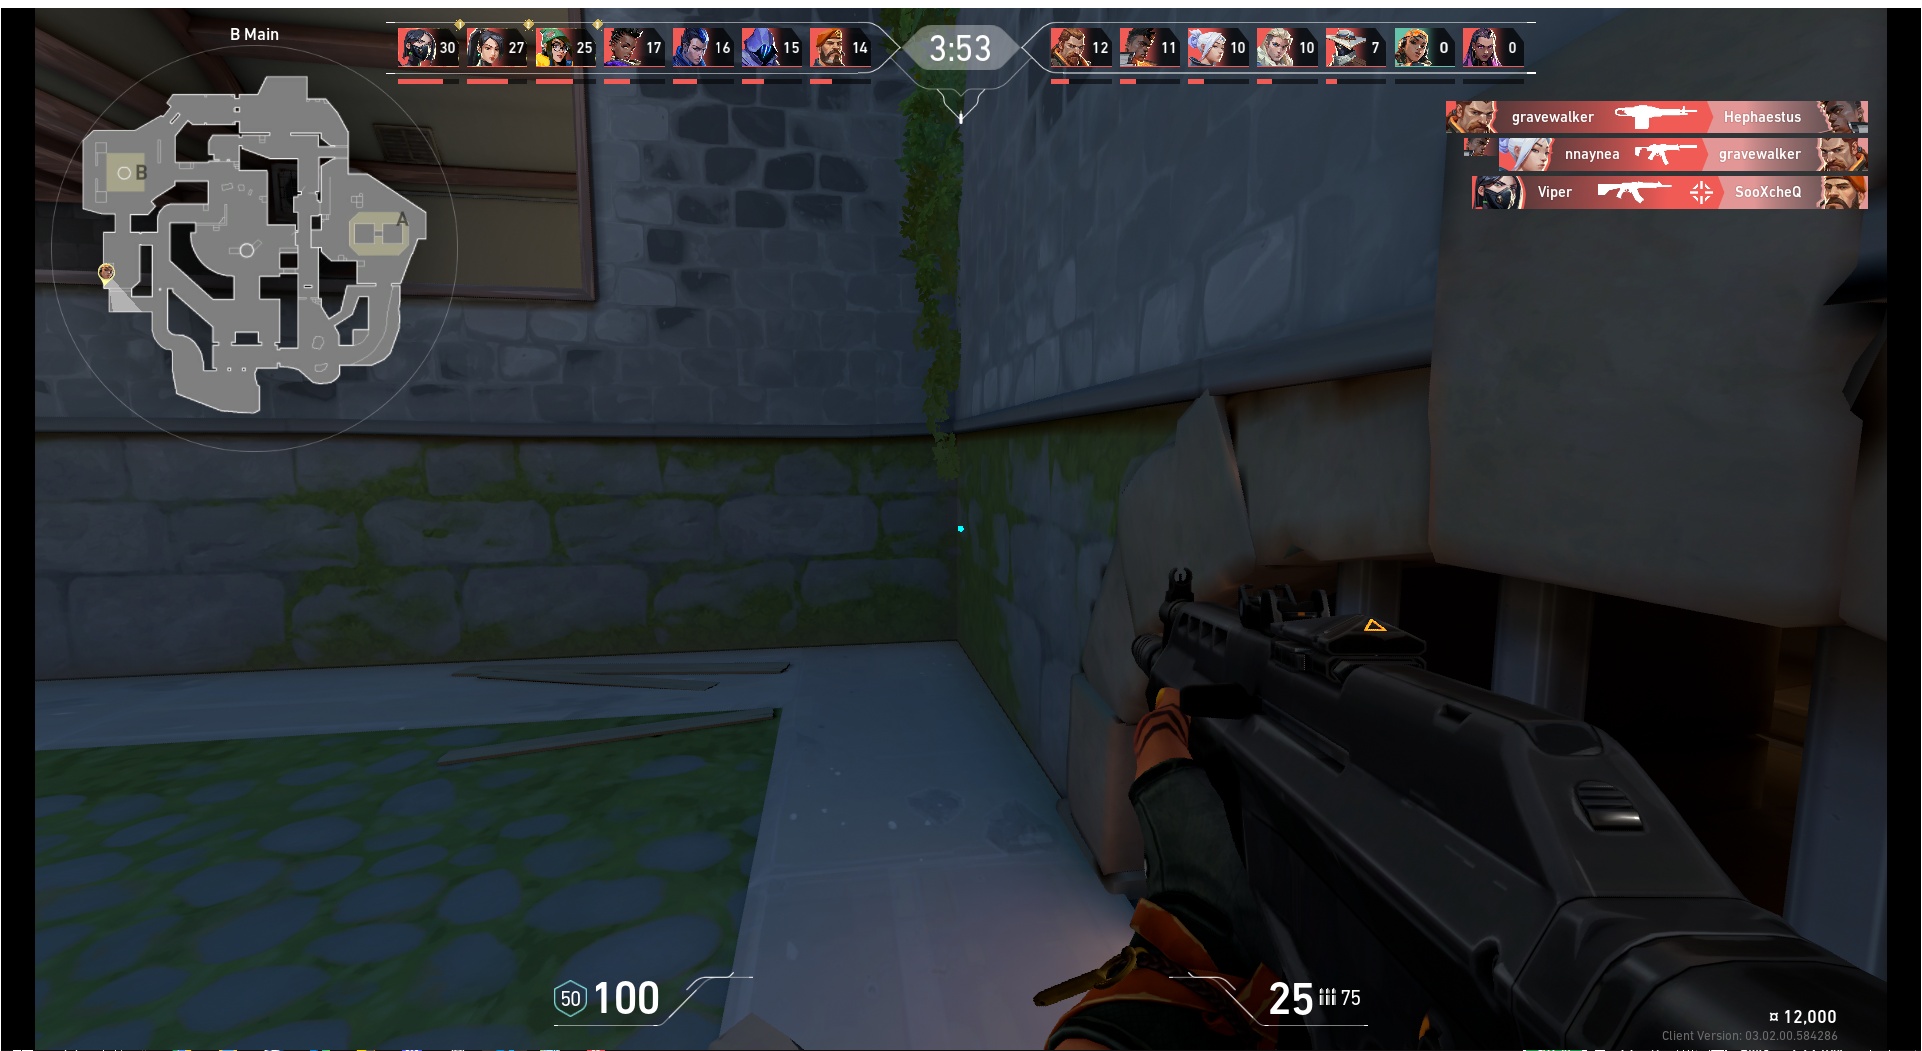 B Main
30 27 25 17 16 15 14 3:53 12 11 10 10 7 0 0
gravewalker Hephaestus
nnaynea gravewalker
Viper SooXcheQ
B
A
50 100
25 75
¤ 12,000
Client Version: 03.02.00.584286